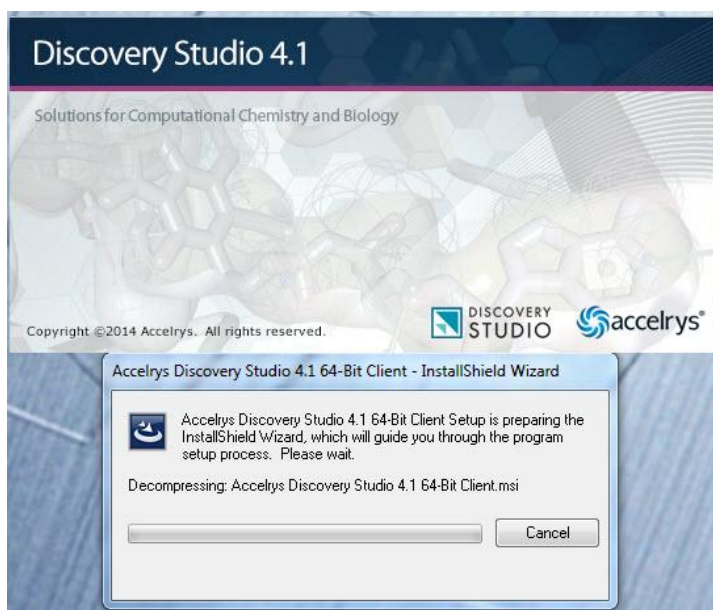 Discovery Studio 4.1
Solutions for Computational Chemistry and Biology
Copyright ©2014 Accelrys. All rights reserved.
DISCOVERY
STUDIO
accelrys®
Accelrys Discovery Studio 4.1 64-Bit Client - InstallShield Wizard
Accelrys Discovery Studio 4.1 64-Bit Client Setup is preparing the
InstallShield Wizard, which will guide you through the program
setup process. Please wait.
Decompressing: Accelrys Discovery Studio 4.1 64-Bit Client.msi
Cancel